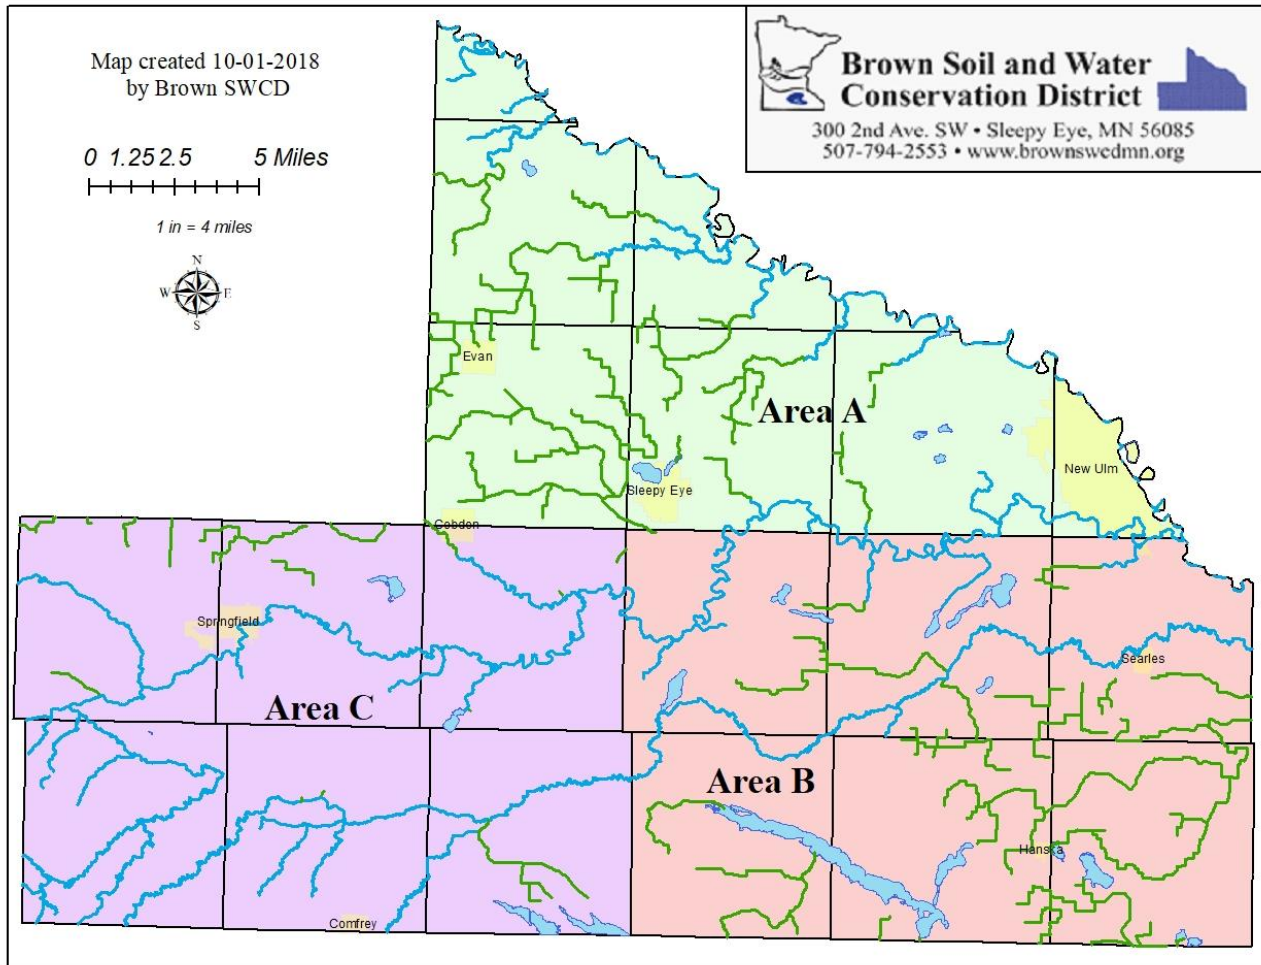 Map created 10-01-2018
by Brown SWCD
0 1.25 2.5 5 Miles
1 in = 4 miles
N
W E
S
Brown Soil and Water
Conservation District
300 2nd Ave. SW • Sleepy Eye, MN 56085
507-794-2553 • www.brownswcdmn.org
Evan
Area A
New Ulm
Sleepy Eye
Cobdon
Springfield
Searles
Area C
Area B
Hanska
Comfrey